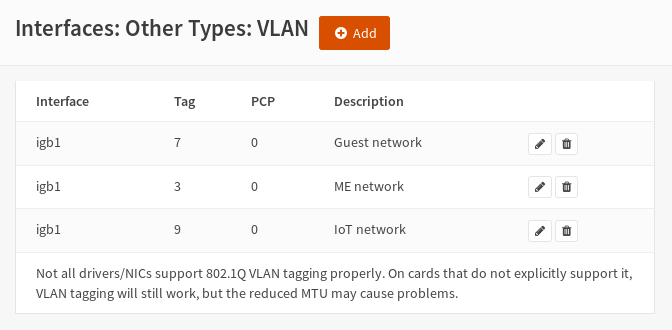 Interfaces: Other Types: VLAN Add
Interface Tag PCP Description
igb1 7 0 Guest network
igb1 3 0 ME network
igb1 9 0 IoT network
Not all drivers/NICs support 802.1Q VLAN tagging properly. On cards that do not explicitly support it,
VLAN tagging will still work, but the reduced MTU may cause problems.